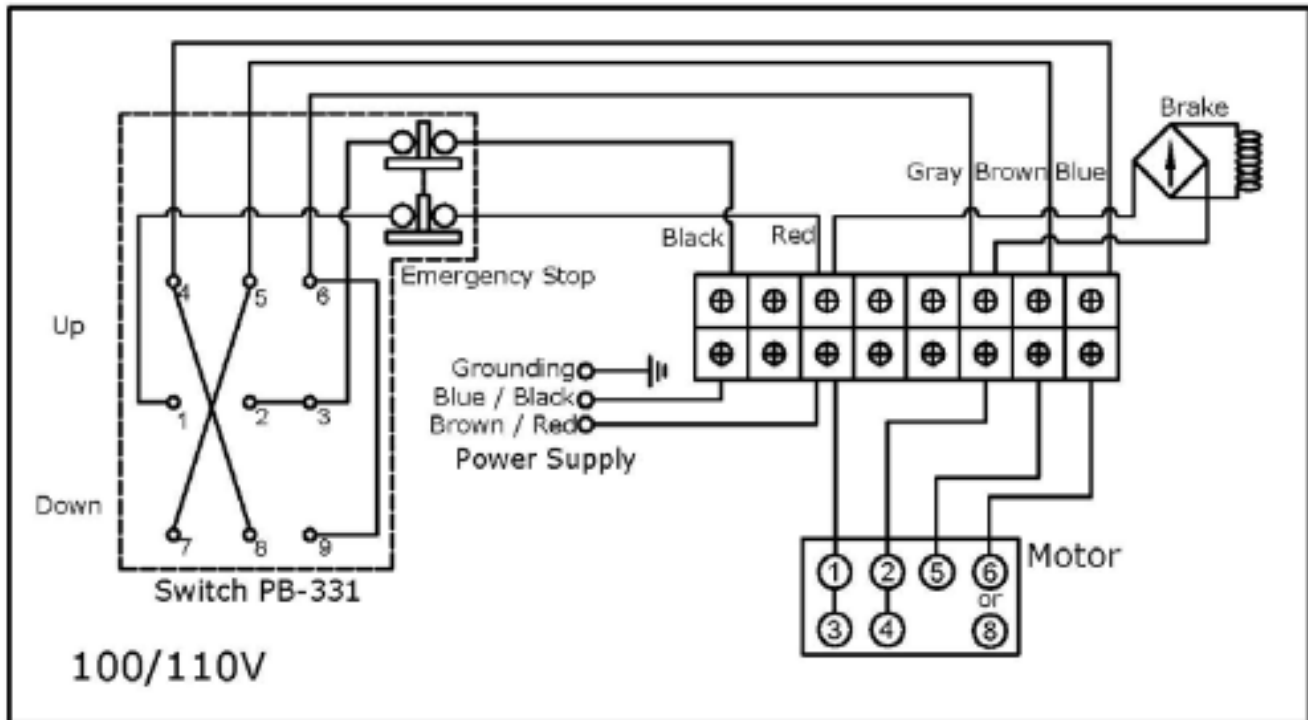 Brake
Gray Brown Blue
Black
Red
Emergency Stop
4
5
6
Up
Grounding
Blue / Black
Brown / Red
Power Supply
1
2
3
Down
7
8
9
Switch PB-331
Motor
1
2
5
6
or
3
4
8
100/110V